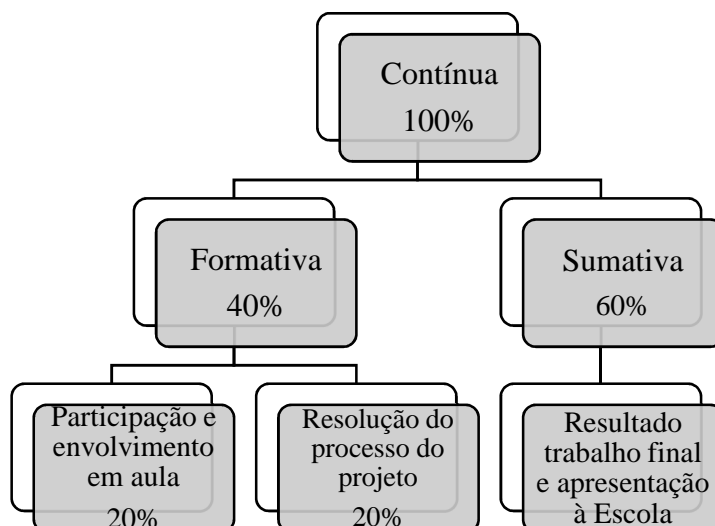 Contínua
100%
Formativa
40%
Sumativa
60%
Participação e
envolvimento
em aula
20%
Resolução do
processo do
projeto
20%
Resultado
trabalho final
e apresentação
à Escola